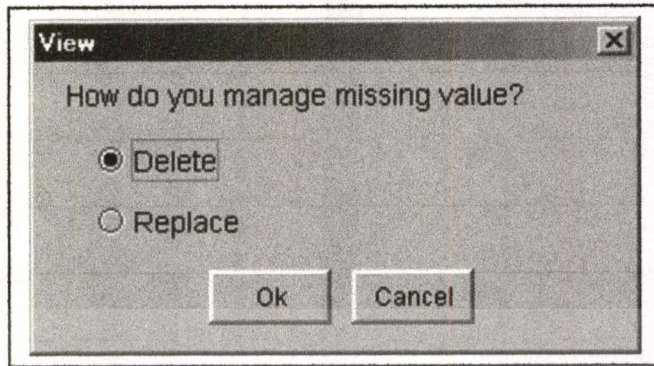 View
How do you manage missing value?
Delete
Replace
Ok Cancel